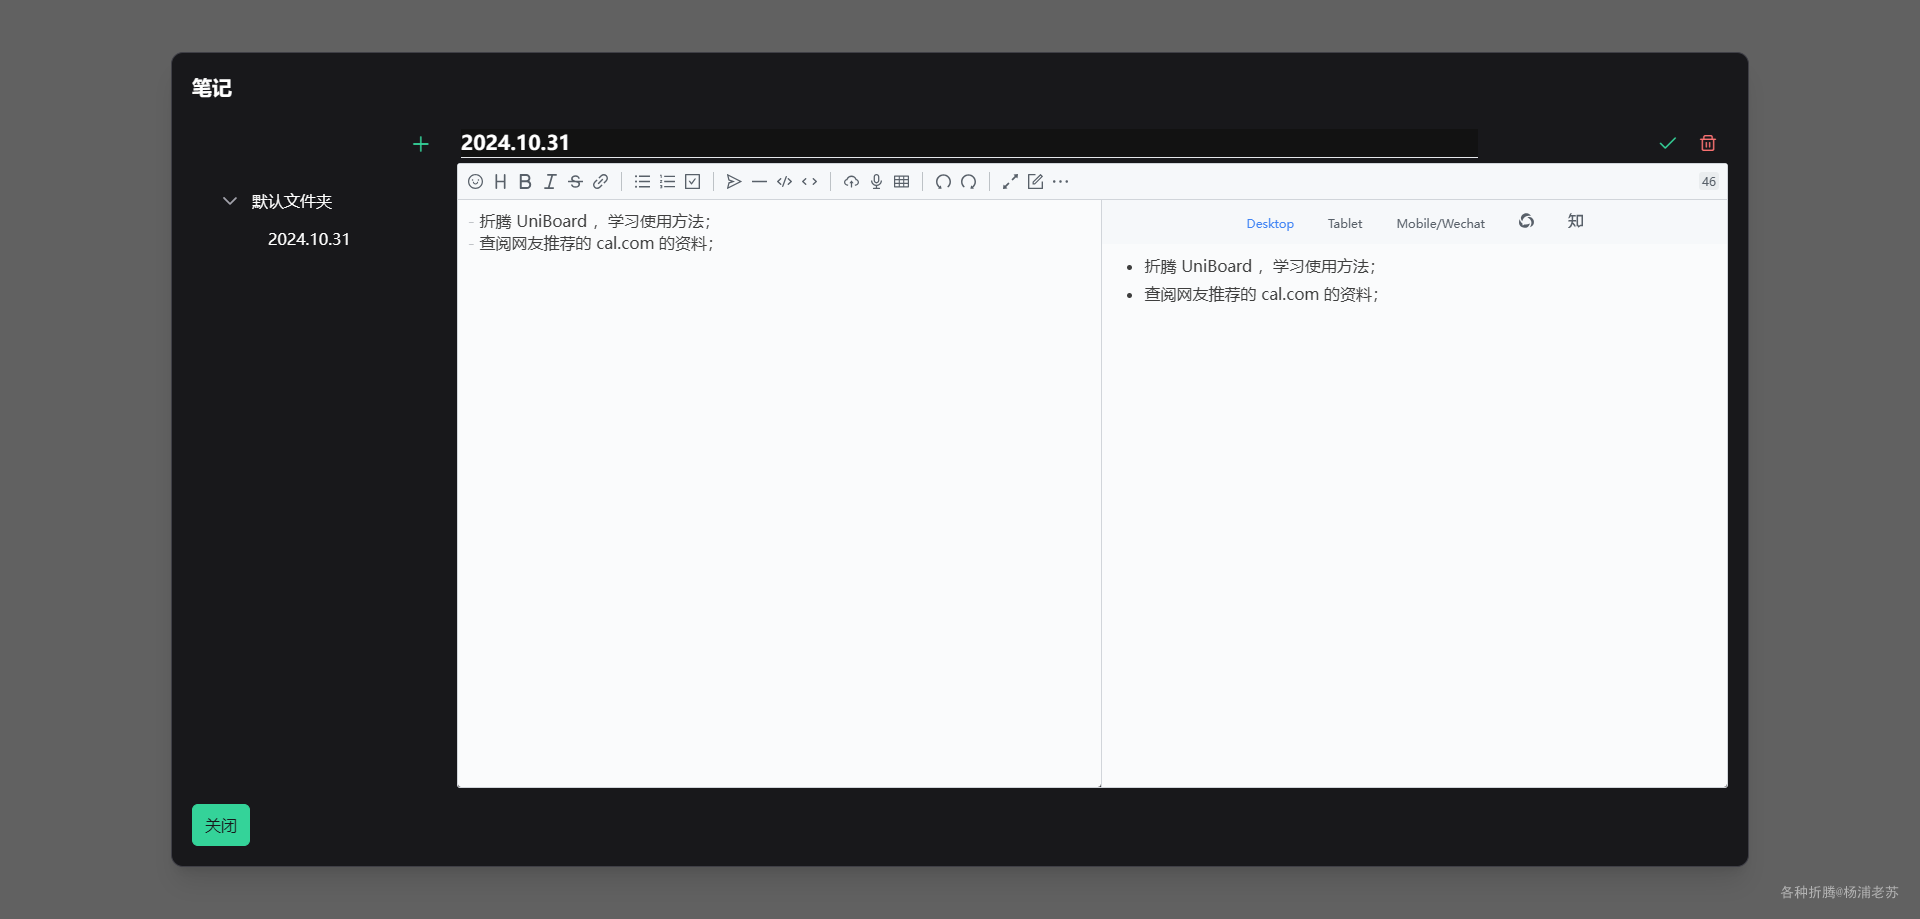 笔记
2024.10.31
46
默认文件夹
2024.10.31
- 折腾 UniBoard ，学习使用方法；
- 查阅网友推荐的 cal.com 的资料；
Desktop Tablet Mobile/Wechat 知
• 折腾 UniBoard ，学习使用方法；
• 查阅网友推荐的 cal.com 的资料；
关闭
各种折腾@杨浦老苏